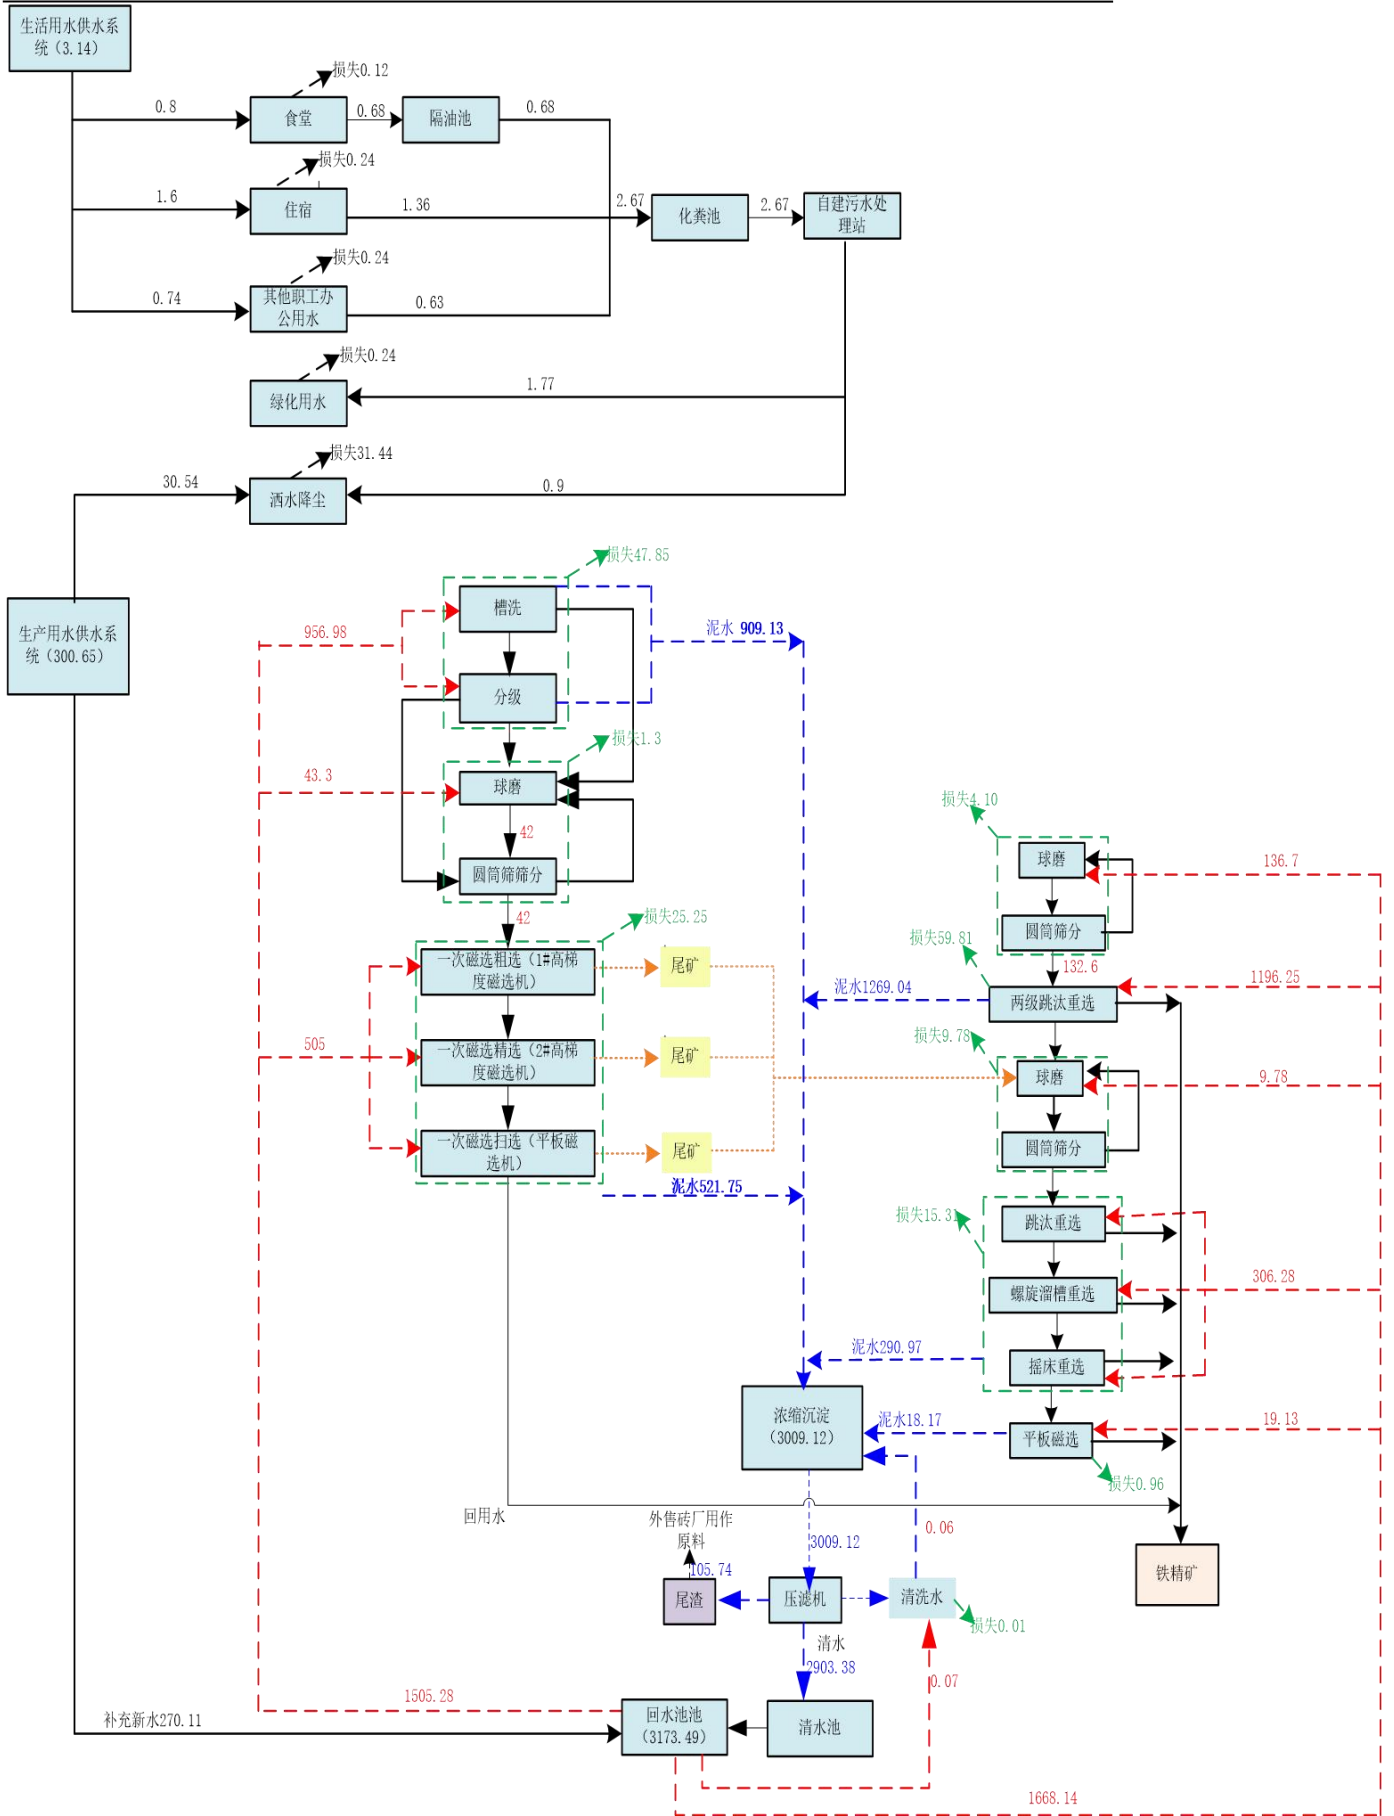 生活用水供水系
统（3.14）
损失0.12
0.8
食堂
0.68
隔油池
0.68
损失0.24
1.6
住宿
1.36
2.67
化粪池
2.67
自建污水处
理站
损失0.24
0.74
其他职工办
公用水
0.63
损失0.24
绿化用水
1.77
损失31.44
30.54
洒水降尘
0.9
生产用水供水系
统（300.65）
损失47.85
槽洗
泥水 909.13
956.98
分级
损失1.3
43.3
球磨
42
圆筒筛筛分
42
损失25.25
一次磁选粗选（1#高梯
度磁选机）
尾矿
505
一次磁选精选（2#高梯
度磁选机）
尾矿
一次磁选扫选（平板磁
选机）
尾矿
泥水521.75
损失4.10
球磨
136.7
圆筒筛分
132.6
损失59.81
泥水1269.04
两级跳汰重选
1196.25
损失9.78
球磨
9.78
圆筒筛分
损失15.31
跳汰重选
螺旋溜槽重选
306.28
摇床重选
泥水290.97
浓缩沉淀
（3009.12）
泥水18.17
平板磁选
19.13
损失0.96
回用水
外售砖厂用作
原料
3009.12
0.06
铁精矿
105.74
尾渣
压滤机
清洗水
损失0.01
清水
2903.38
0.07
1505.28
补充新水270.11
回水池池
（3173.49）
清水池
1668.14